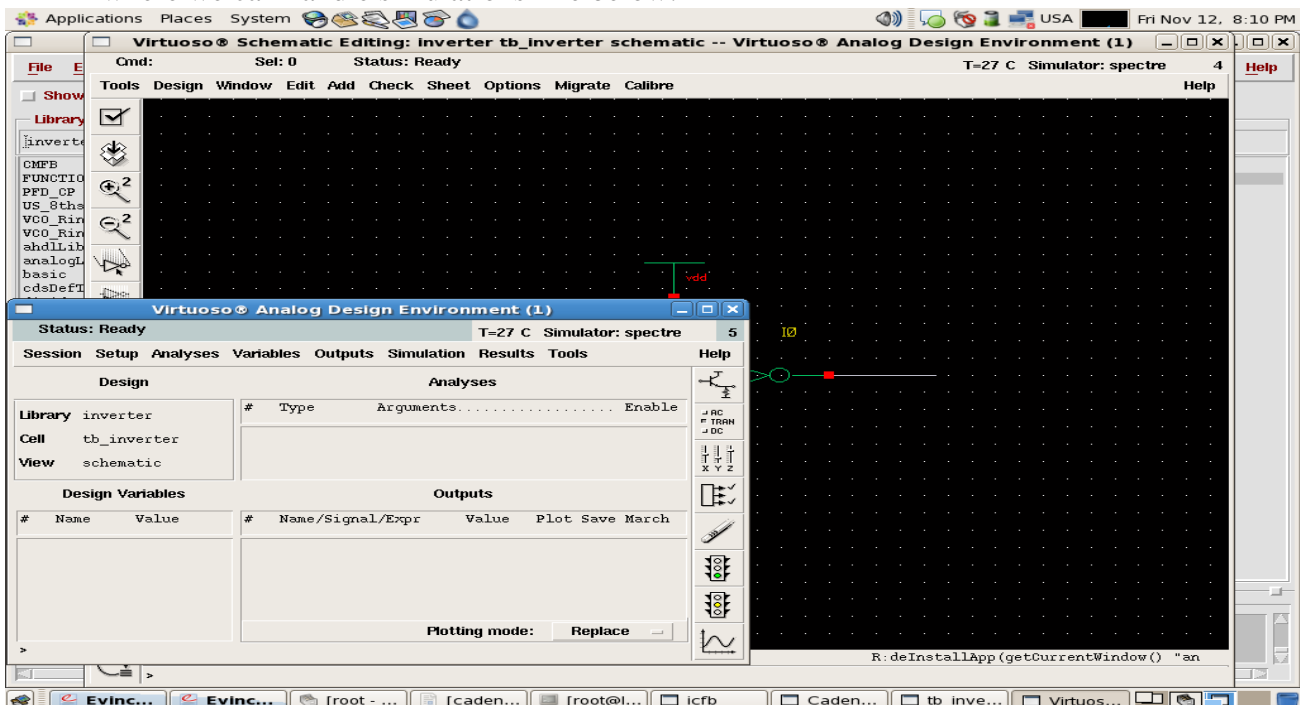 Applications Places System USA Fri Nov 12, 8:10 PM
Virtuoso® Schematic Editing: inverter tb_inverter schematic -- Virtuoso® Analog Design Environment (1)
File E
Cmd: Sel: 0 Status: Ready T=27 C Simulator: spectre 4
Help
Tools Design Window Edit Add Check Sheet Options Migrate Calibre Help
Show
Library
inverte
CMFB
FUNCTIO
PFD_CP
US_8ths
VCO_Rin
VCO_Rin
ahdlLib
analogL
basic
cdsDefT
2
2
vdd
I0
Virtuoso® Analog Design Environment (1)
Status: Ready T=27 C Simulator: spectre 5
Session Setup Analyses Variables Outputs Simulation Results Tools Help
Design
Analyses
Library inverter
Cell tb_inverter
View schematic
# Type Arguments.................. Enable
AC
TRAN
DC
X Y Z
Design Variables
Outputs
# Name Value
# Name/Signal/Expr Value Plot Save March
Plotting mode: Replace
>
R:deInstallApp(getCurrentWindow() "an
>
Evinc... Evinc... [root - ... [caden... [root@l... icfb Caden... tb_inve... Virtuos...